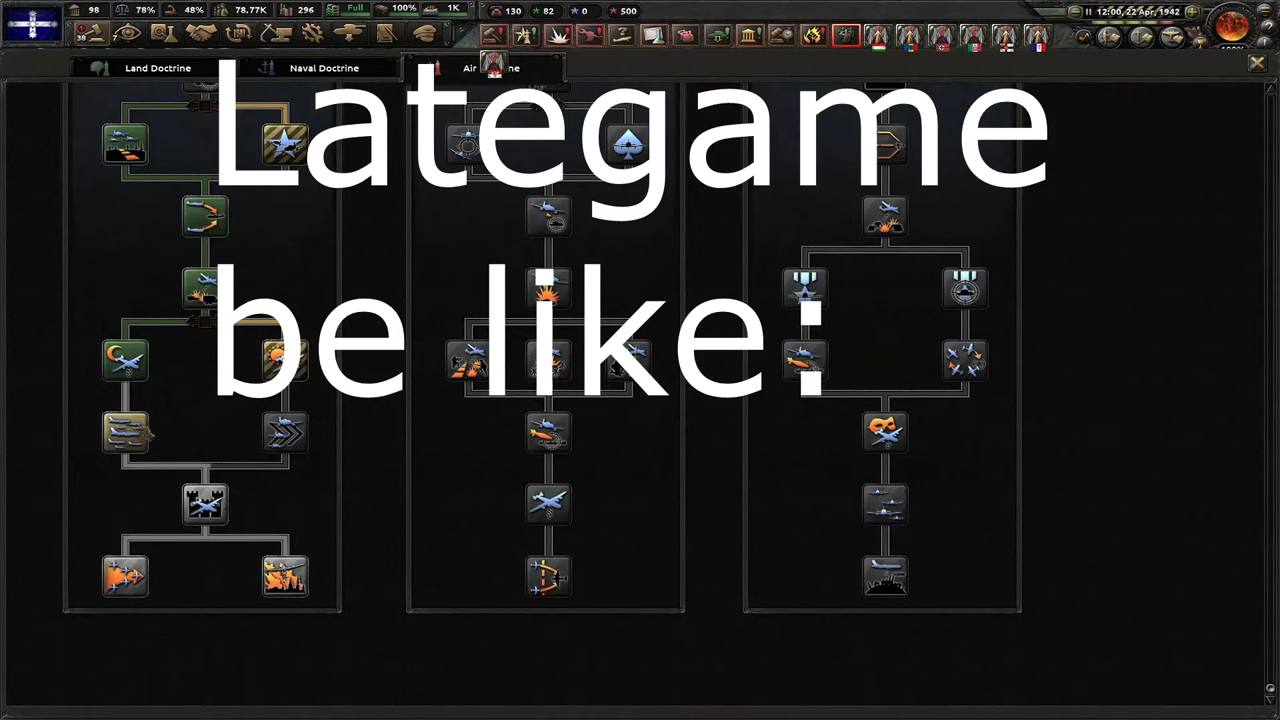 98 78% 48% 78.77K 296 Full 100% 1K 130 82 0 500 12:00, 22 Apr, 1942
Land Doctrine Naval Doctrine Air
Lategame
be like: